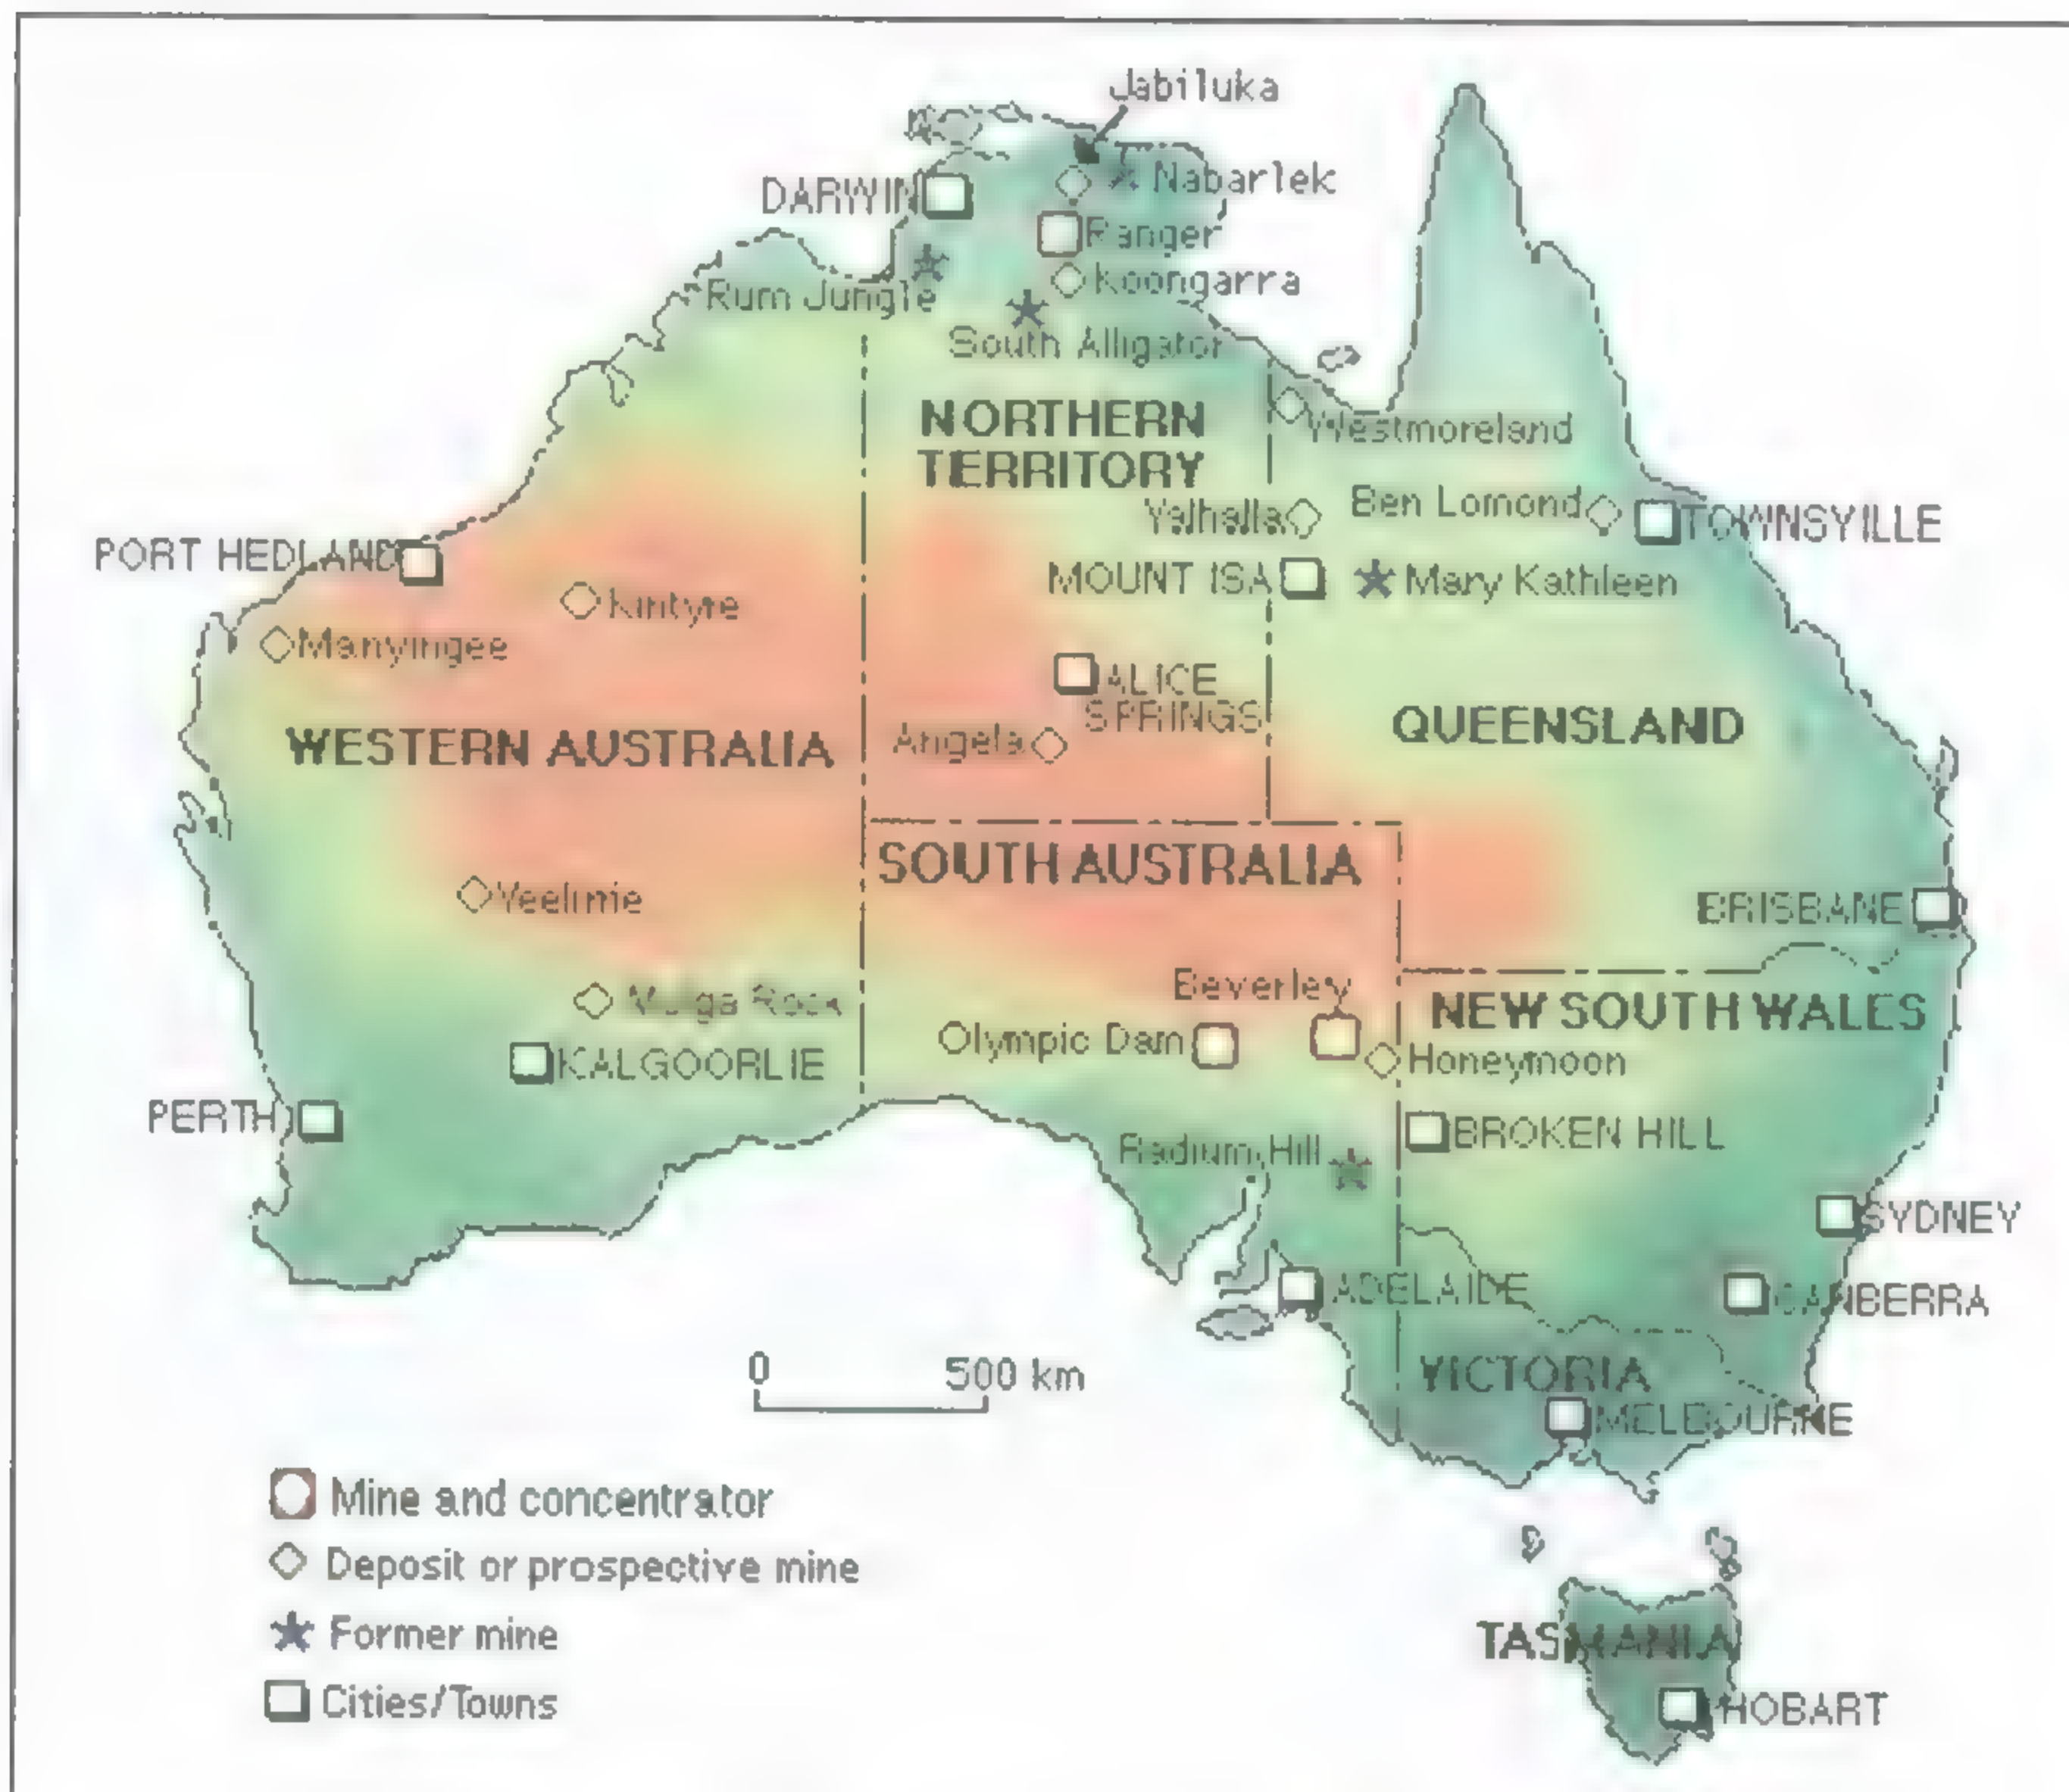 Jabiluka
DARWIN
Nabarlek
Ranger
Rum Jungle
Koongarra
South Alligator
NORTHERN
TERRITORY
Westmoreland
Valhalla
Ben Lomond
TOWNSVILLE
PORT HEDLAND
MOUNT ISA
Mary Kathleen
Kintyre
Manyingee
ALICE
SPRINGS
Angela
WESTERN AUSTRALIA
QUEENSLAND
SOUTH AUSTRALIA
Yeelirrie
BRISBANE
Mulga Rock
Beverley
NEW SOUTH WALES
Olympic Dam
Honeymoon
KALGOORLIE
PERTH
BROKEN HILL
Radium Hill
SYDNEY
ADELAIDE
CANBERRA
VICTORIA
MELBOURNE
0 500 km
Mine and concentrator
Deposit or prospective mine
Former mine
Cities/Towns
TASMANIA
HOBART